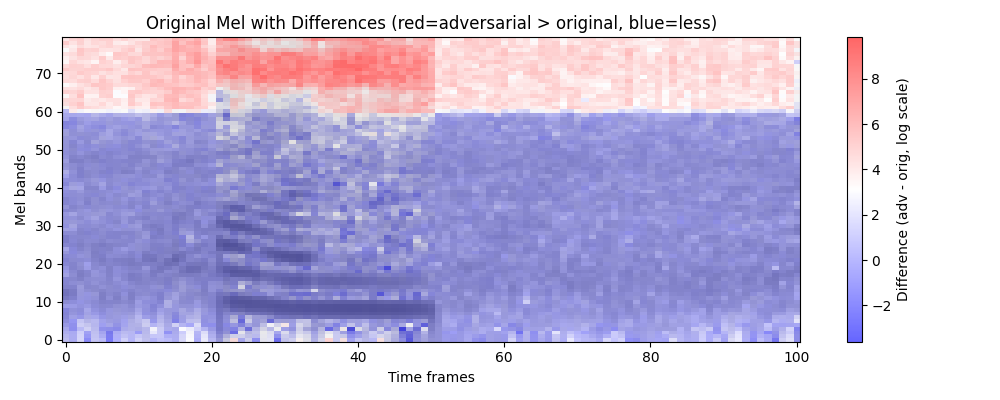 Original Mel with Differences (red=adversarial > original, blue=less)
Mel bands
70
60
50
40
30
20
10
0
0 20 40 60 80 100
Time frames
8
6
4
2
0
−2
Difference (adv - orig, log scale)